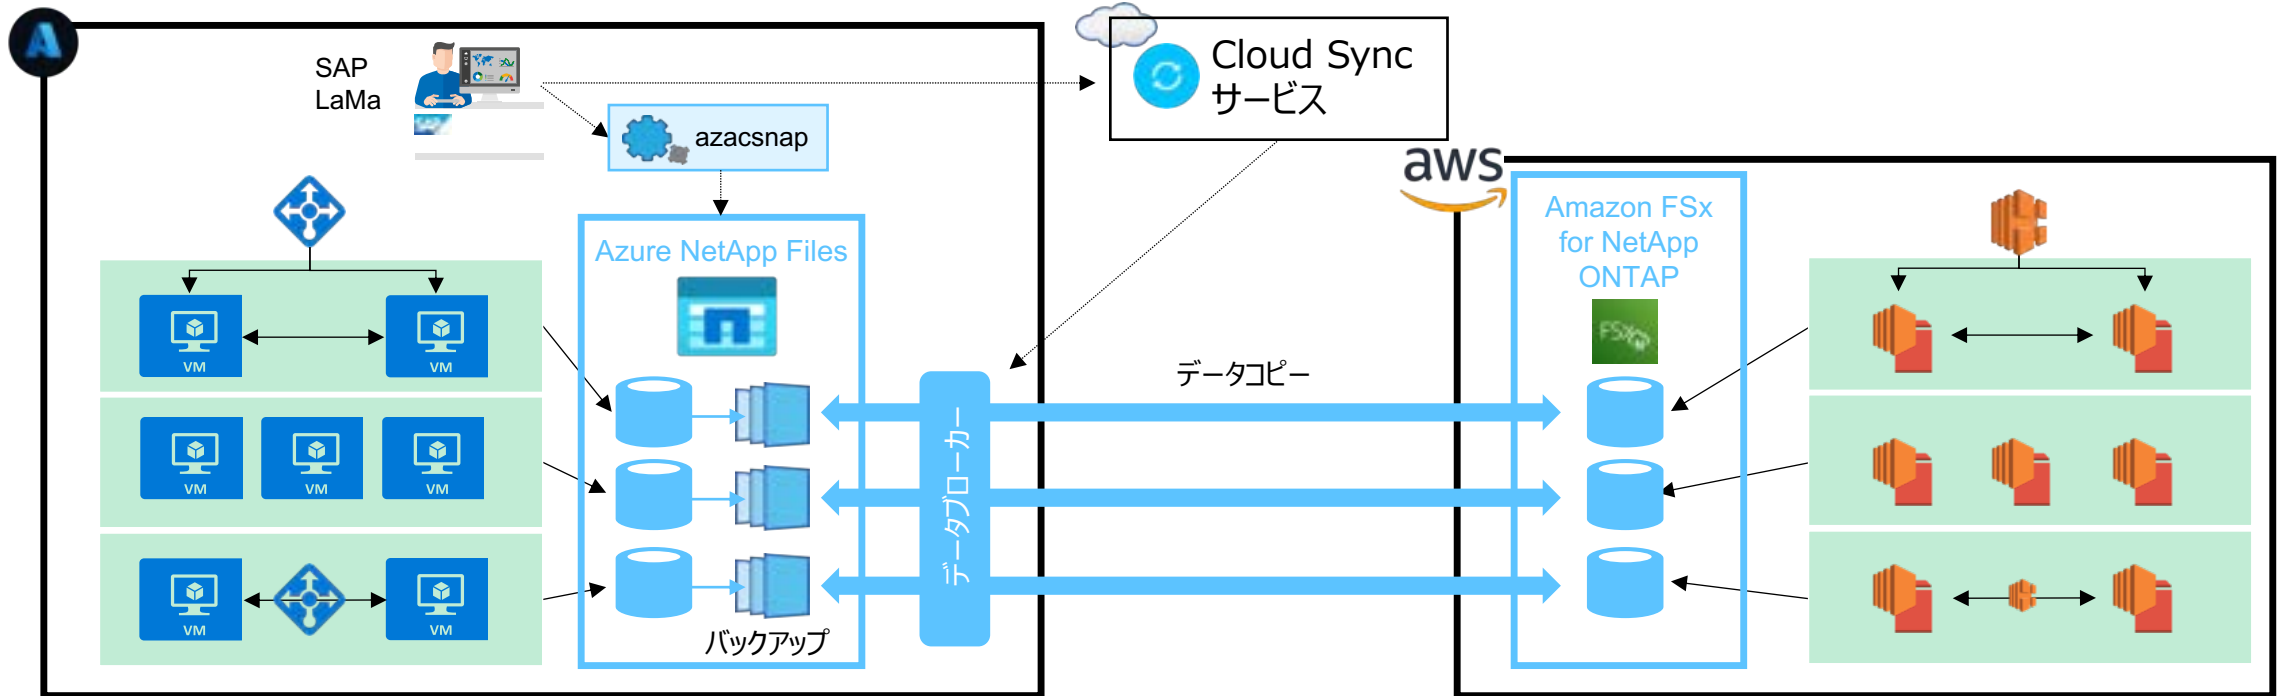 SAP
LaMa
azacsnap
Cloud Sync
サービス
aws
Azure NetApp Files
Amazon FSx
for NetApp
ONTAP
FSx
VM
VM
データコピー
データブローカー
VM
VM
VM
VM
VM
バックアップ